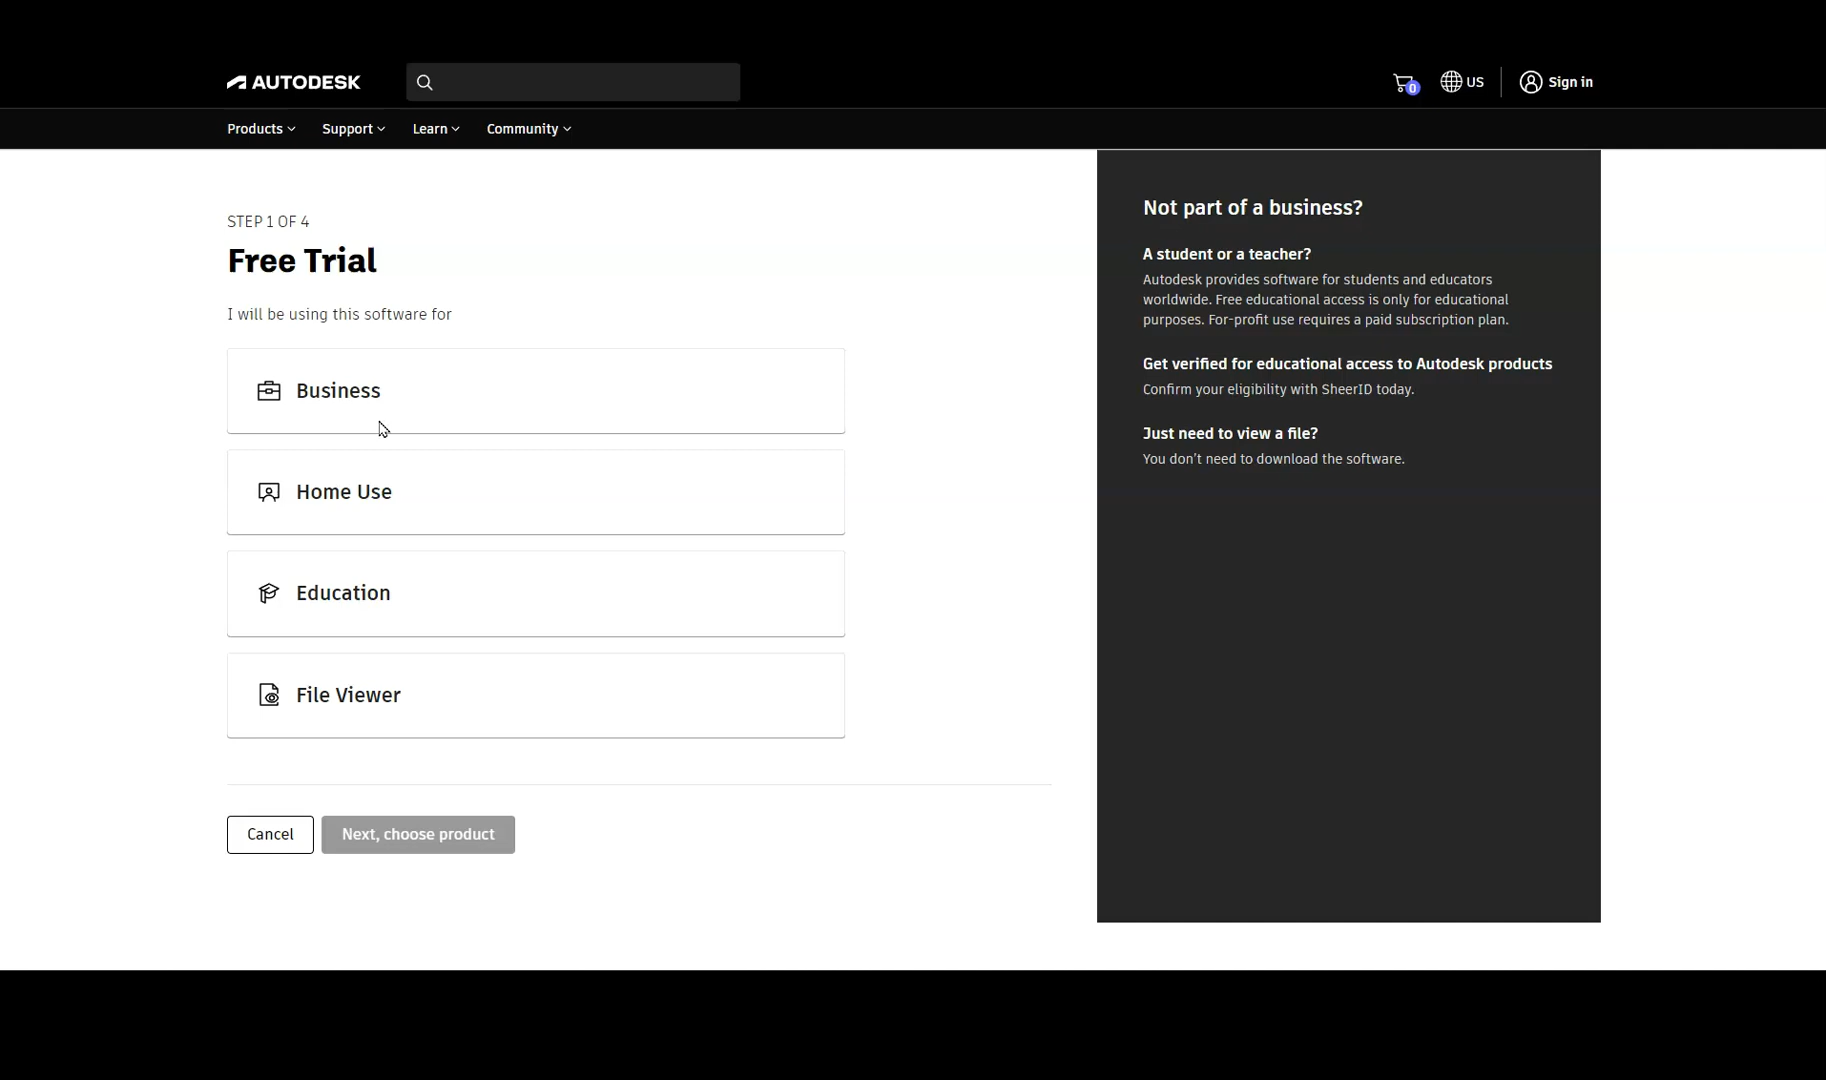 AUTODESK
0
US
Sign in
Products
Support
Learn
Community
STEP 1 OF 4
Free Trial
I will be using this software for
Business
Home Use
Education
File Viewer
Cancel
Next, choose product
Not part of a business?
A student or a teacher?
Autodesk provides software for students and educators
worldwide. Free educational access is only for educational
purposes. For-profit use requires a paid subscription plan.
Get verified for educational access to Autodesk products
Confirm your eligibility with SheerID today.
Just need to view a file?
You don't need to download the software.